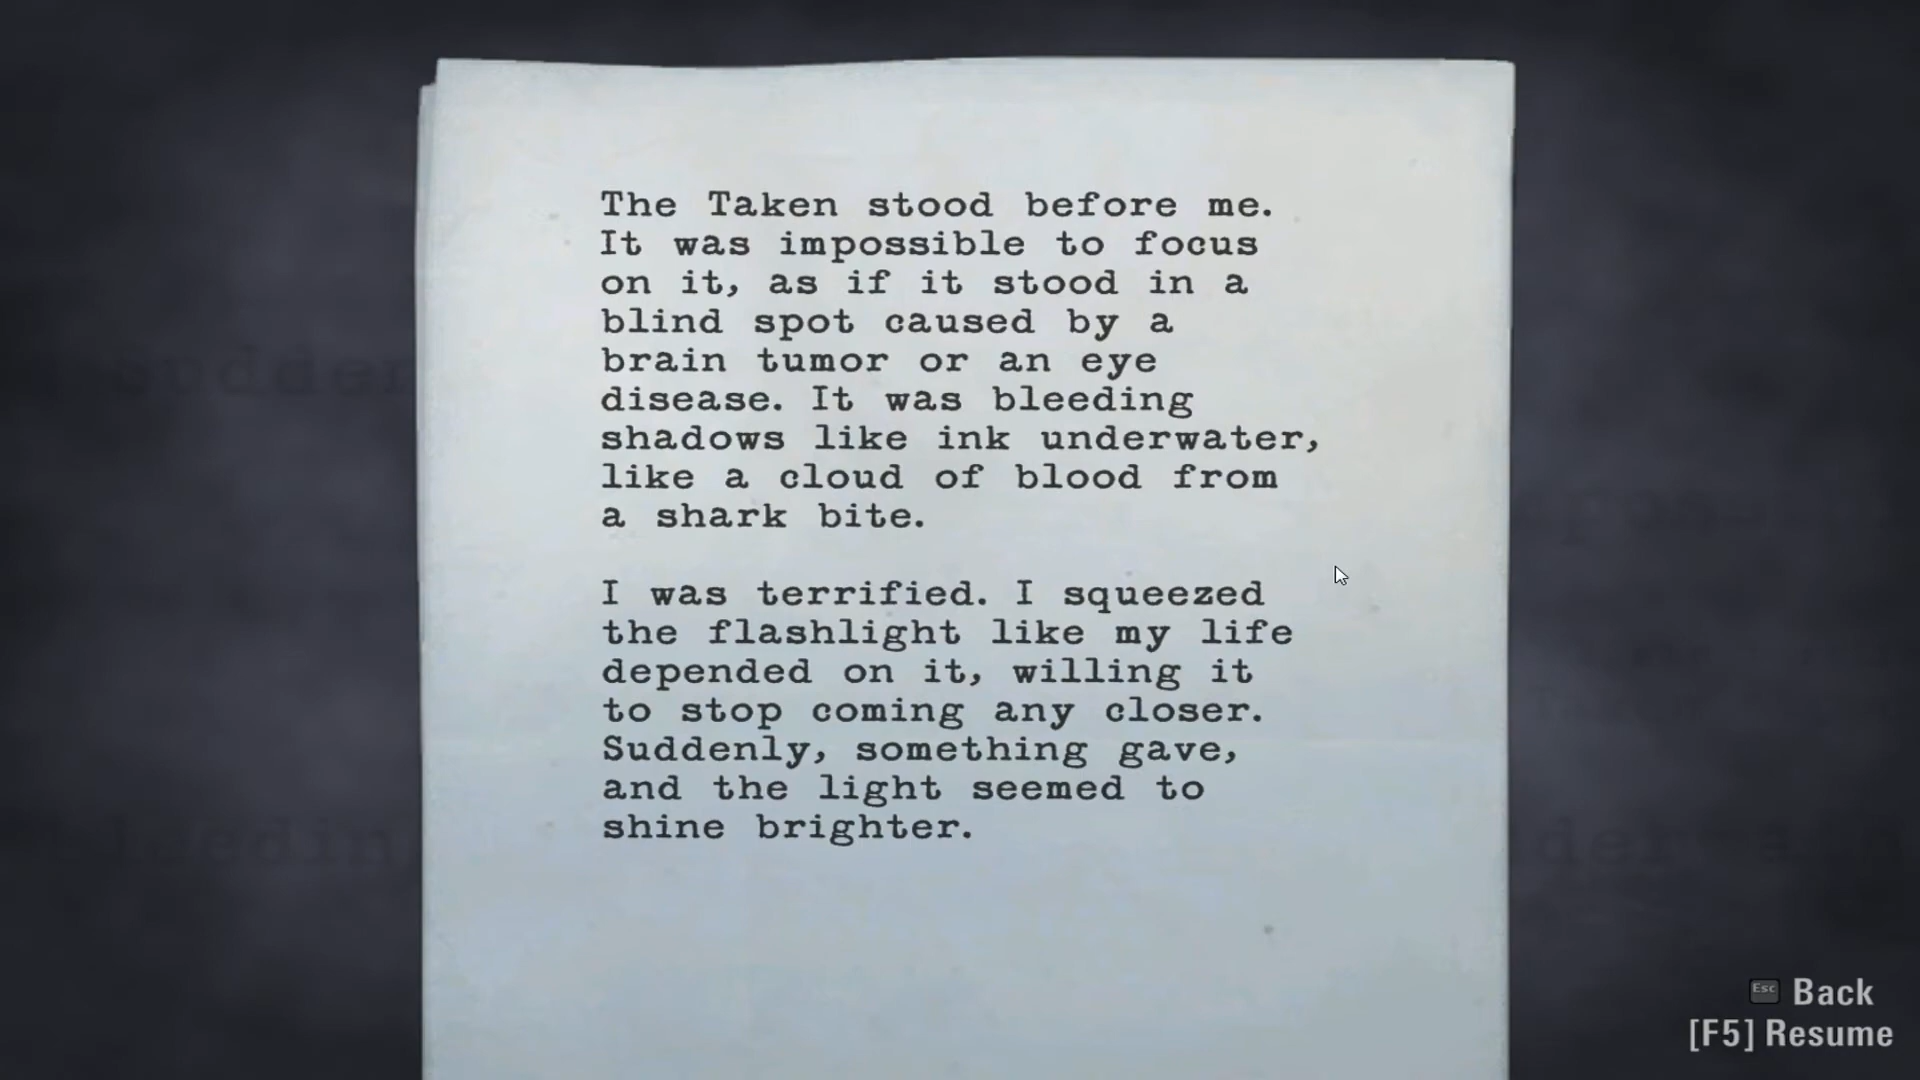 The Taken stood before me.
It was impossible to focus
on it, as if it stood in a
blind spot caused by a
brain tumor or an eye
disease. It was bleeding
shadows like ink underwater,
like a cloud of blood from
a shark bite.
I was terrified. I squeezed
the flashlight like my life
depended on it, willing it
to stop coming any closer.
Suddenly, something gave,
and the light seemed to
shine brighter.
Esc Back
[F5] Resume